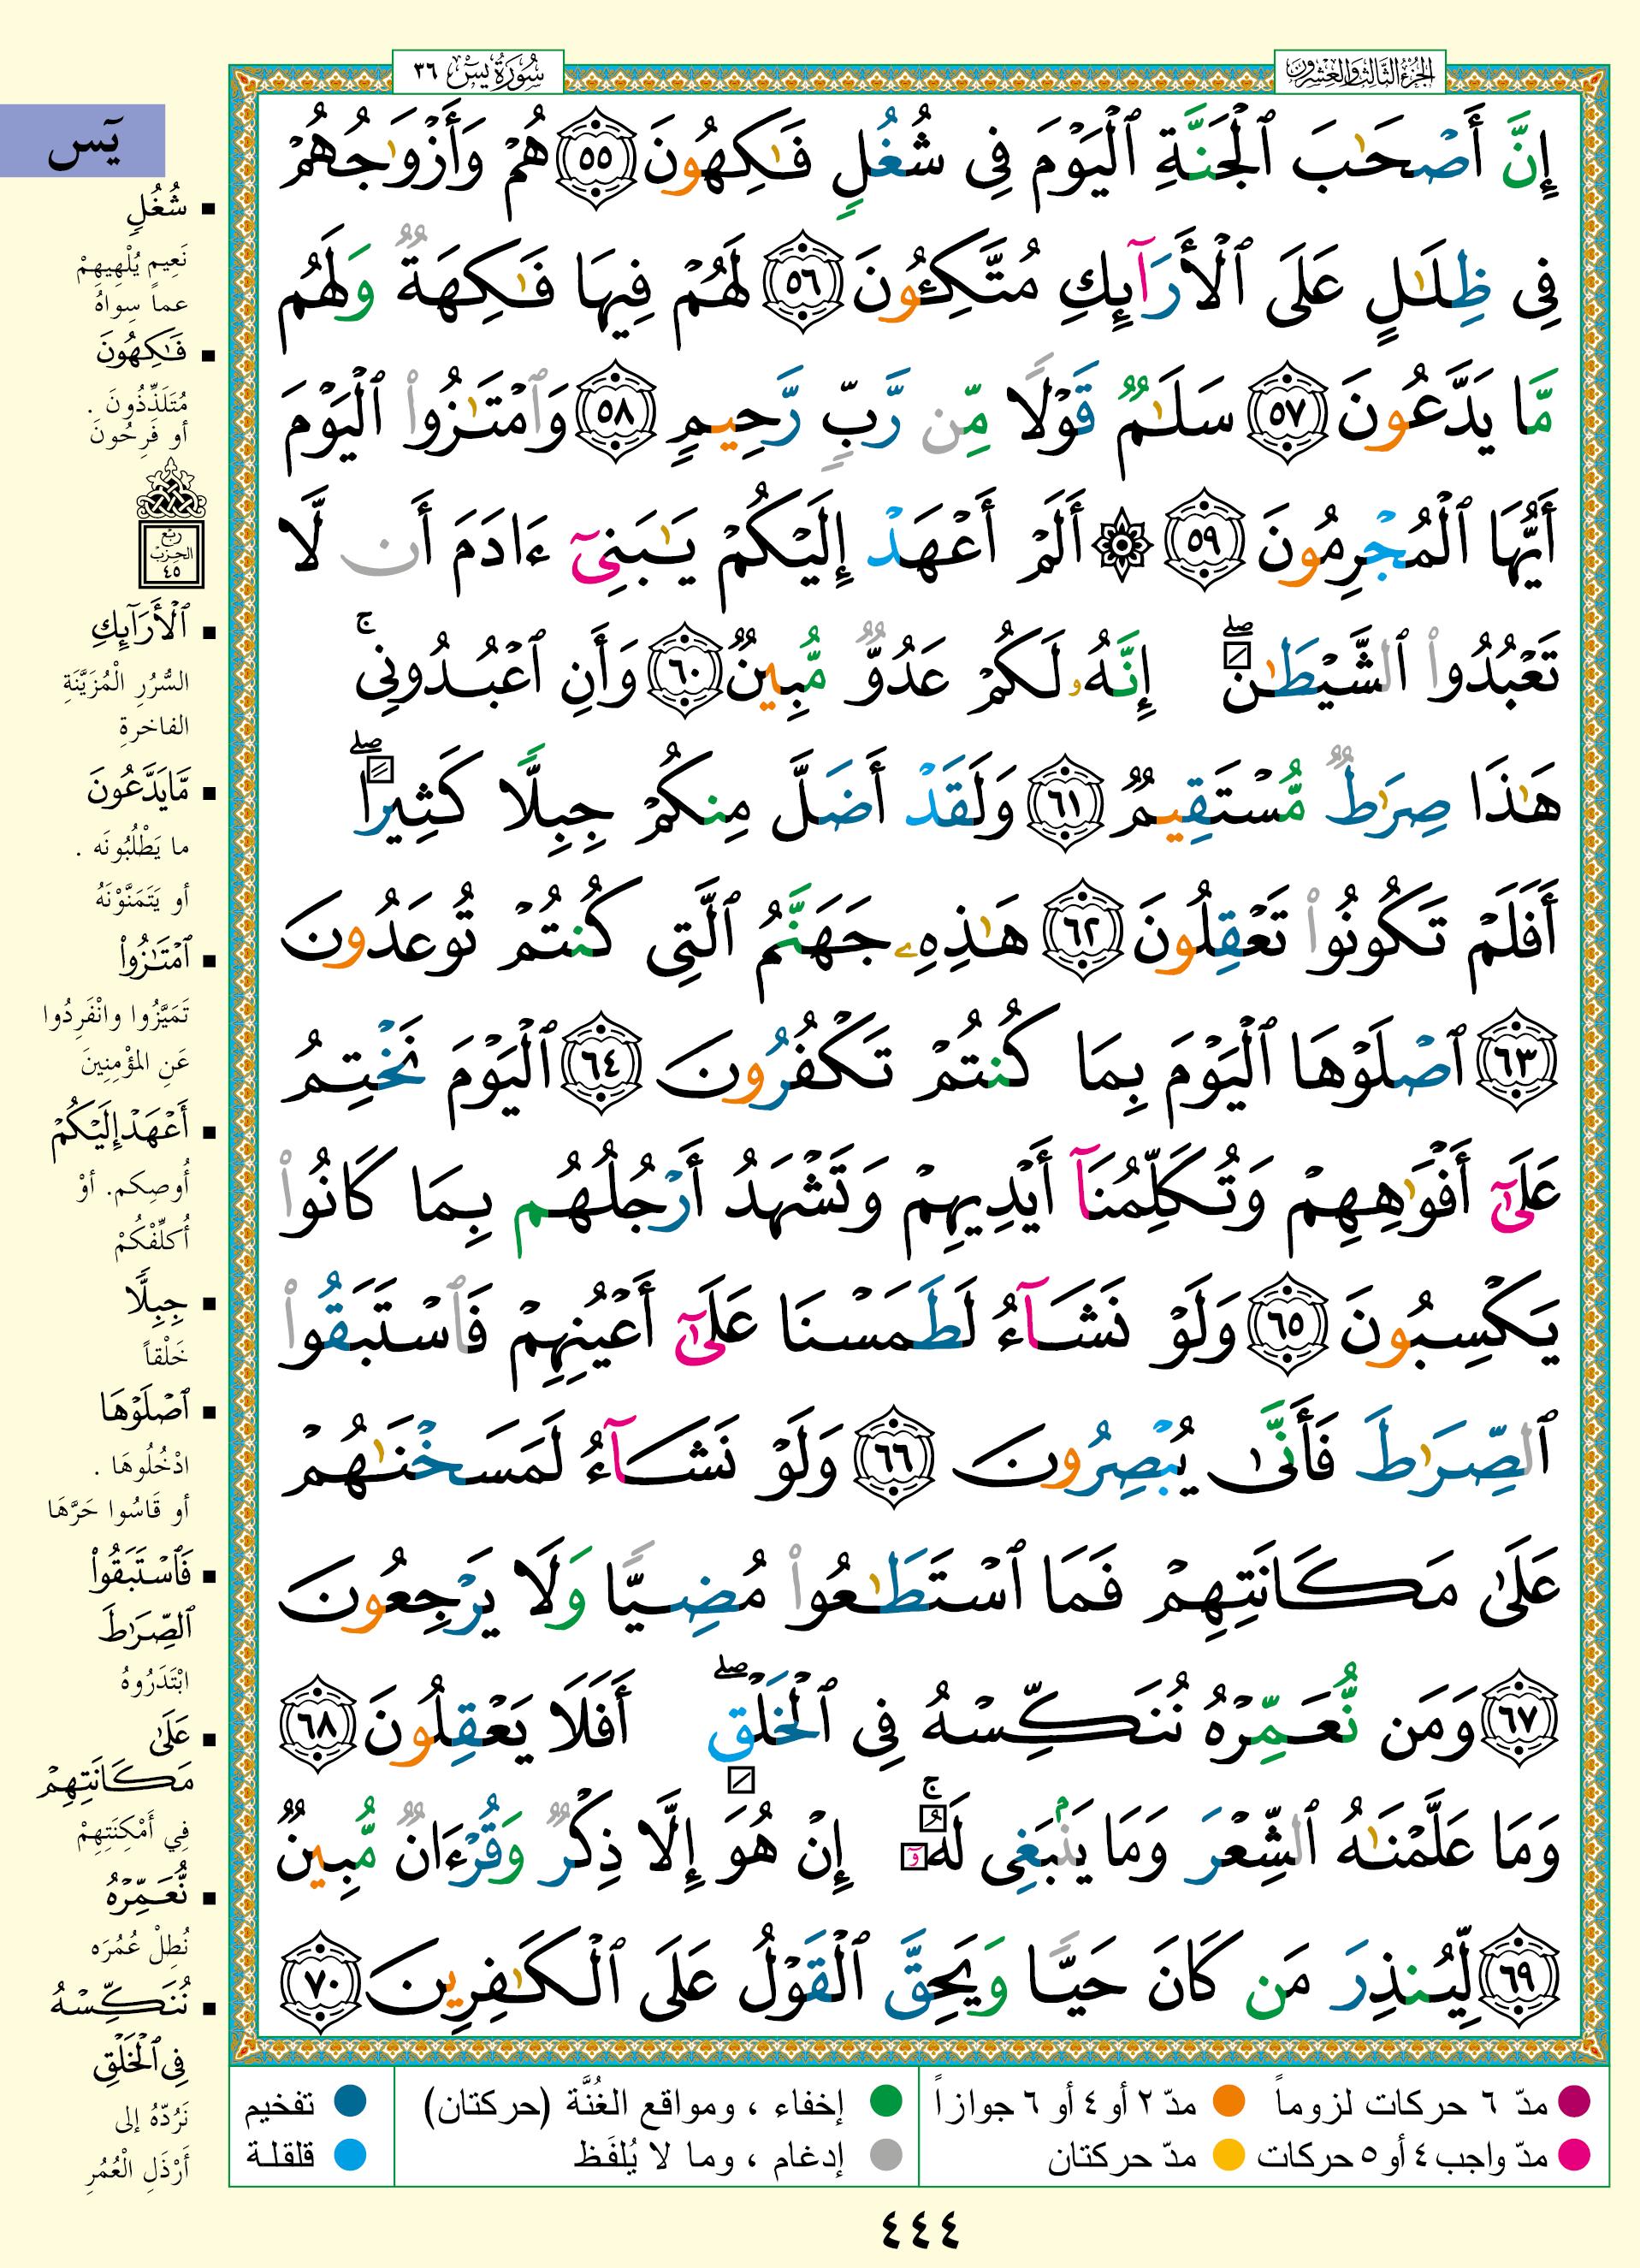 سُورَةُ يسٓ ٣٦
الجزء الثالث والعشرون
إِنَّ أَصْحَٰبَ ٱلْجَنَّةِ ٱلْيَوْمَ فِى شُغُلٍ فَٰكِهُونَ ٥٥ هُمْ وَأَزْوَٰجُهُمْ
فِى ظِلَٰلٍ عَلَى ٱلْأَرَآئِكِ مُتَّكِـُٔونَ ٥٦ لَهُمْ فِيهَا فَٰكِهَةٌ وَلَهُم
مَّا يَدَّعُونَ ٥٧ سَلَٰمٌ قَوْلًا مِّن رَّبٍّ رَّحِيمٍ ٥٨ وَٱمْتَٰزُوا۟ ٱلْيَوْمَ
أَيُّهَا ٱلْمُجْرِمُونَ ٥٩ ۞ أَلَمْ أَعْهَدْ إِلَيْكُمْ يَٰبَنِىٓ ءَادَمَ أَن لَّا
تَعْبُدُوا۟ ٱلشَّيْطَٰنَ ۖ إِنَّهُۥ لَكُمْ عَدُوٌّ مُّبِينٌ ٦٠ وَأَنِ ٱعْبُدُونِى ۚ
هَٰذَا صِرَٰطٌ مُّسْتَقِيمٌ ٦١ وَلَقَدْ أَضَلَّ مِنكُمْ جِبِلًّا كَثِيرًا ۖ
أَفَلَمْ تَكُونُوا۟ تَعْقِلُونَ ٦٢ هَٰذِهِۦ جَهَنَّمُ ٱلَّتِى كُنتُمْ تُوعَدُونَ
٦٣ ٱصْلَوْهَا ٱلْيَوْمَ بِمَا كُنتُمْ تَكْفُرُونَ ٦٤ ٱلْيَوْمَ نَخْتِمُ
عَلَىٰٓ أَفْوَٰهِهِمْ وَتُكَلِّمُنَآ أَيْدِيهِمْ وَتَشْهَدُ أَرْجُلُهُم بِمَا كَانُوا۟
يَكْسِبُونَ ٦٥ وَلَوْ نَشَآءُ لَطَمَسْنَا عَلَىٰٓ أَعْيُنِهِمْ فَٱسْتَبَقُوا۟
ٱلصِّرَٰطَ فَأَنَّىٰ يُبْصِرُونَ ٦٦ وَلَوْ نَشَآءُ لَمَسَخْنَٰهُمْ
عَلَىٰ مَكَانَتِهِمْ فَمَا ٱسْتَطَٰعُوا۟ مُضِيًّا وَلَا يَرْجِعُونَ
٦٧ وَمَن نُّعَمِّرْهُ نُنَكِّسْهُ فِى ٱلْخَلْقِ ۖ أَفَلَا يَعْقِلُونَ ٦٨
وَمَا عَلَّمْنَٰهُ ٱلشِّعْرَ وَمَا يَنۢبَغِى لَهُۥٓ ۚ إِنْ هُوَ إِلَّا ذِكْرٌ وَقُرْءَانٌ مُّبِينٌ
٦٩ لِّيُنذِرَ مَن كَانَ حَيًّا وَيَحِقَّ ٱلْقَوْلُ عَلَى ٱلْكَٰفِرِينَ ٧٠
يسٓ
شُغُلٍ
نَعِيمٍ يُلْهِيهِمْ
عماً سِواهُ
فَٰكِهُونَ
مُتَلَذِّذُونَ .
أو فَرِحُونَ
ربع
الحزب
٤٥
ٱلْأَرَآئِكِ
السُّرُرِ الْمُزَيَّنَةِ
الفاخرةِ
مَّا يَدَّعُونَ
ما يَطْلُبُونَه .
أو يَتَمَنَّوْنَهُ
ٱمْتَٰزُوا۟
تَمَيَّزُوا وانْفَرِدُوا
عَنِ المؤْمِنِينَ
أَعْهَدْ إِلَيْكُمْ
أُوصِكم. أوْ
أُكلِّفْكُمْ
جِبِلًّا
خَلْقاً
ٱصْلَوْهَا
ادْخُلُوهَا .
أو قَاسُوا حَرَّهَا
فَٱسْتَبَقُوا۟
ٱلصِّرَٰطَ
ابْتَدَرُوهُ
عَلَىٰ
مَكَانَتِهِمْ
فِي أَمْكِنَتِهِمْ
نُّعَمِّرْهُ
نُطِلْ عُمُرَه
نُنَكِّسْهُ
فِى ٱلْخَلْقِ
نَرُدّهُ إلى
أَرْذَلِ الْعُمُرِ
مدّ ٦ حركات لزوماً
مدّ ٢ أو ٤ أو ٦ جوازاً
إخفاء ، ومواقع الغُنَّة (حركتان)
تفخيم
مدّ واجب ٤ أو ٥ حركات
مدّ حركتان
إدغام ، وما لا يُلفَظ
قلقلة
٤٤٤